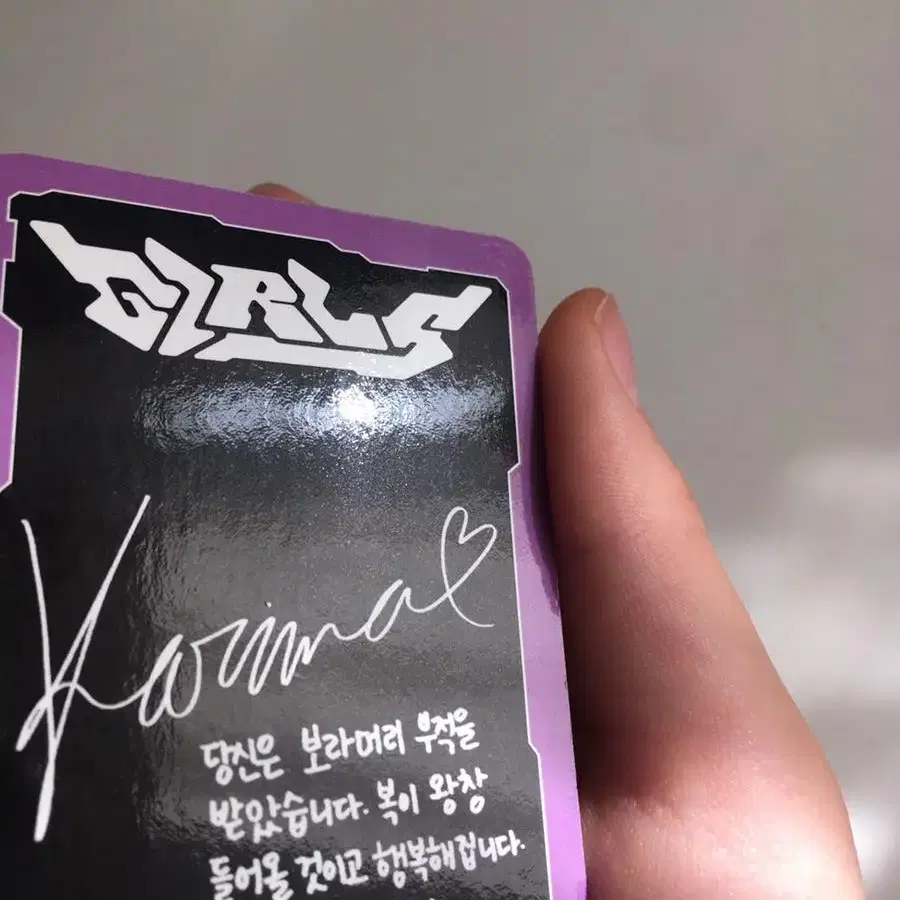 GIRLS
Karina
당신은 보라머리 부적을
받았습니다. 복이 왕창
들어올 것이고 행복해집니다.